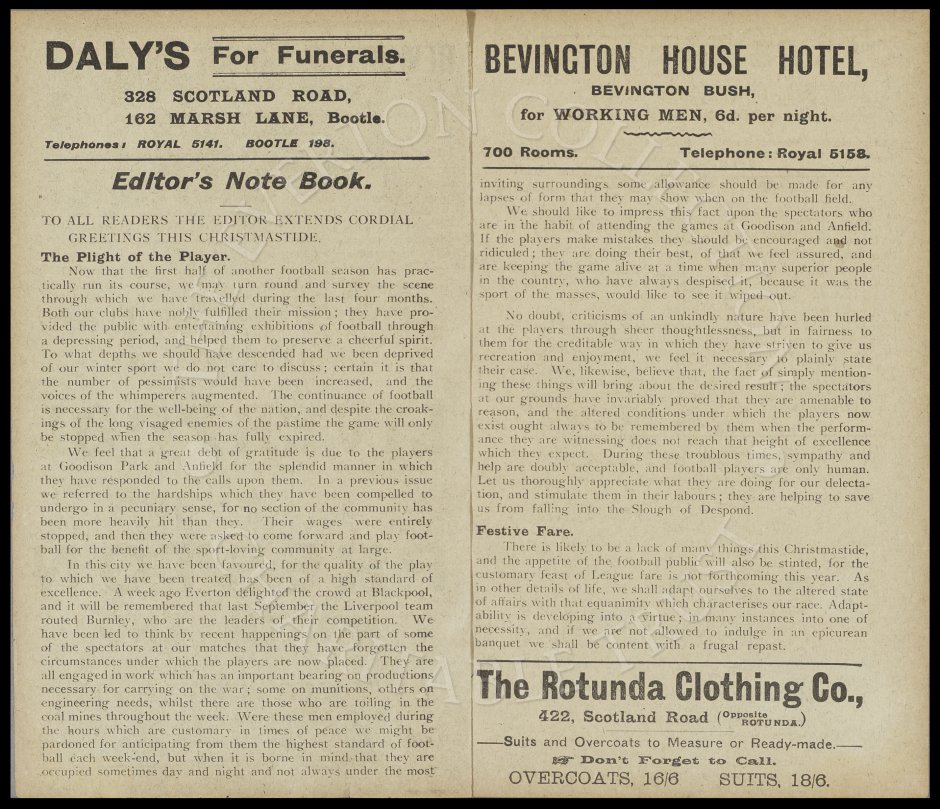 DALY'S For Funerals.
328 SCOTLAND ROAD,
162 MARSH LANE, Bootle.
Telephones: ROYAL 5141. BOOTLE 198.
Editor's Note Book.
TO ALL READERS THE EDITOR EXTENDS CORDIAL
GREETINGS THIS CHRISTMASTIDE.
The Plight of the Player.
Now that the first half of another football season has prac-
tically run its course, we may turn round and survey the scene
through which we have travelled during the last four months.
Both our clubs have nobly fulfilled their mission; they have pro-
vided the public with entertaining exhibitions of football through
a depressing period, and helped them to preserve a cheerful spirit.
To what depths we should have descended had we been deprived
of our winter sport we do not care to discuss; certain it is that
the number of pessimists would have been increased, and the
voices of the whimperers augmented. The continuance of football
is necessary for the well-being of the nation, and despite the croak-
ings of the long visaged enemies of the pastime the game will only
be stopped when the season has fully expired.
We feel that a great debt of gratitude is due to the players
at Goodison Park and Anfield for the splendid manner in which
they have responded to the calls upon them. In a previous issue
we referred to the hardships which they have been compelled to
undergo in a pecuniary sense, for no section of the community has
been more heavily hit than they. Their wages were entirely
stopped, and then they were asked to come forward and play foot-
ball for the benefit of the sport-loving community at large.
In this city we have been favoured, for the quality of the play
to which we have been treated has been of a high standard of
excellence. A week ago Everton delighted the crowd at Blackpool,
and it will be remembered that last September the Liverpool team
routed Burnley, who are the leaders of their competition. We
have been led to think by recent happenings on the part of some
of the spectators at our matches that they have forgotten the
circumstances under which the players are now placed. They are
all engaged in work which has an important bearing on productions
necessary for carrying on the war; some on munitions, others on
engineering needs, whilst there are those who are toiling in the
coal mines throughout the week. Were these men employed during
the hours which are customary in times of peace we might be
pardoned for anticipating from them the highest standard of foot-
ball each week-end, but when it is borne in mind that they are
occupied sometimes day and night and not always under the most
BEVINGTON HOUSE HOTEL,
BEVINGTON BUSH,
for WORKING MEN, 6d. per night.
700 Rooms. Telephone: Royal 5158.
inviting surroundings some allowance should be made for any
lapses of form that they may show when on the football field.
We should like to impress this fact upon the spectators who
are in the habit of attending the games at Goodison and Anfield.
If the players make mistakes they should be encouraged and not
ridiculed; they are doing their best, of that we feel assured, and
are keeping the game alive at a time when many superior people
in the country, who have always despised it, because it was the
sport of the masses, would like to see it wiped out.
No doubt, criticisms of an unkindly nature have been hurled
at the players through sheer thoughtlessness, but in fairness to
them for the creditable way in which they have striven to give us
recreation and enjoyment, we feel it necessary to plainly state
their case. We, likewise, believe that, the fact of simply mention-
ing these things will bring about the desired result; the spectators
at our grounds have invariably proved that they are amenable to
reason, and the altered conditions under which the players now
exist ought always to be remembered by them when the perform-
ance they are witnessing does not reach that height of excellence
which they expect. During these troublous times, sympathy and
help are doubly acceptable, and football players are only human.
Let us thoroughly appreciate what they are doing for our delecta-
tion, and stimulate them in their labours; they are helping to save
us from falling into the Slough of Despond.
Festive Fare.
There is likely to be a lack of many things this Christmastide,
and the appetite of the football public will also be stinted, for the
customary feast of League fare is not forthcoming this year. As
in other details of life, we shall adapt ourselves to the altered state
of affairs with that equanimity which characterises our race. Adapt-
ability is developing into a virtue; in many instances into one of
necessity, and if we are not allowed to indulge in an epicurean
banquet we shall be content with a frugal repast.
The Rotunda Clothing Co.,
422, Scotland Road (Opposite ROTUNDA.)
Suits and Overcoats to Measure or Ready-made.
Don't Forget to Call.
OVERCOATS, 16/6 SUITS, 18/6.